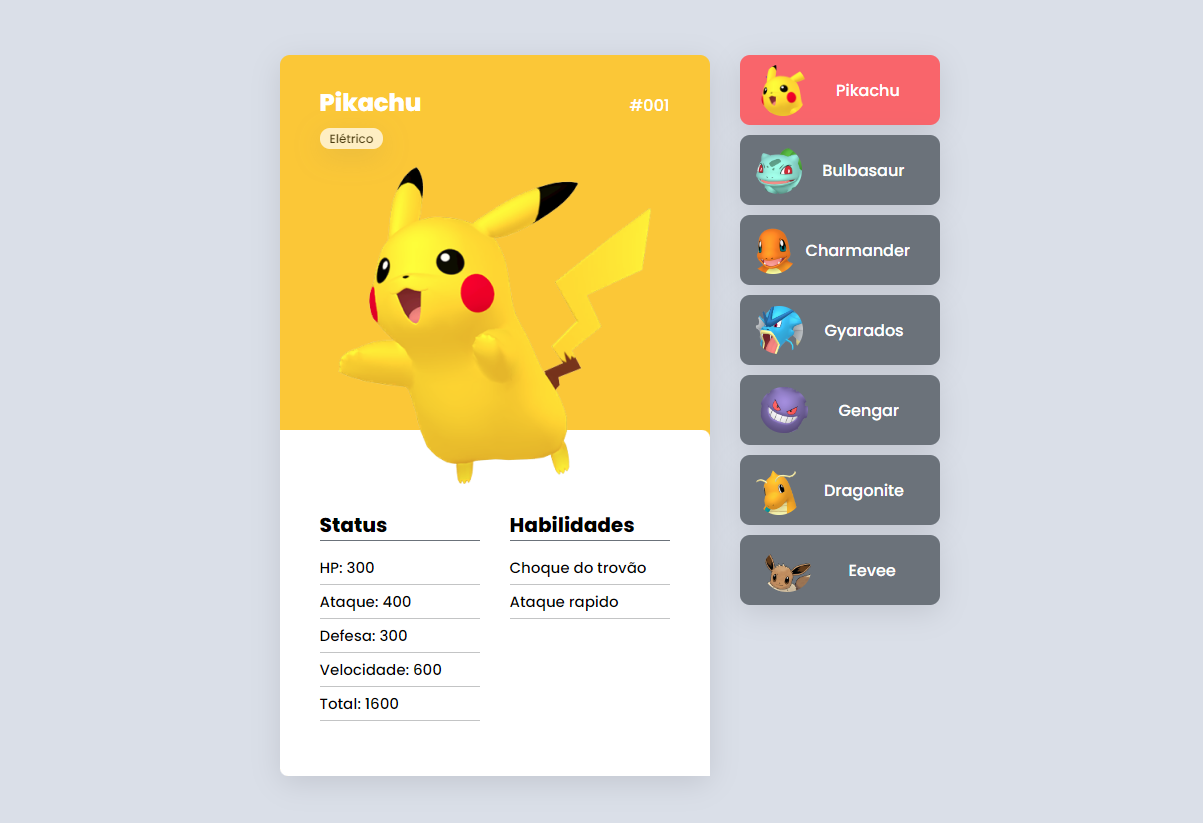 Pikachu
#001
Elétrico
Status
HP: 300
Ataque: 400
Defesa: 300
Velocidade: 600
Total: 1600
Habilidades
Choque do trovão
Ataque rapido
Pikachu
Bulbasaur
Charmander
Gyarados
Gengar
Dragonite
Eevee